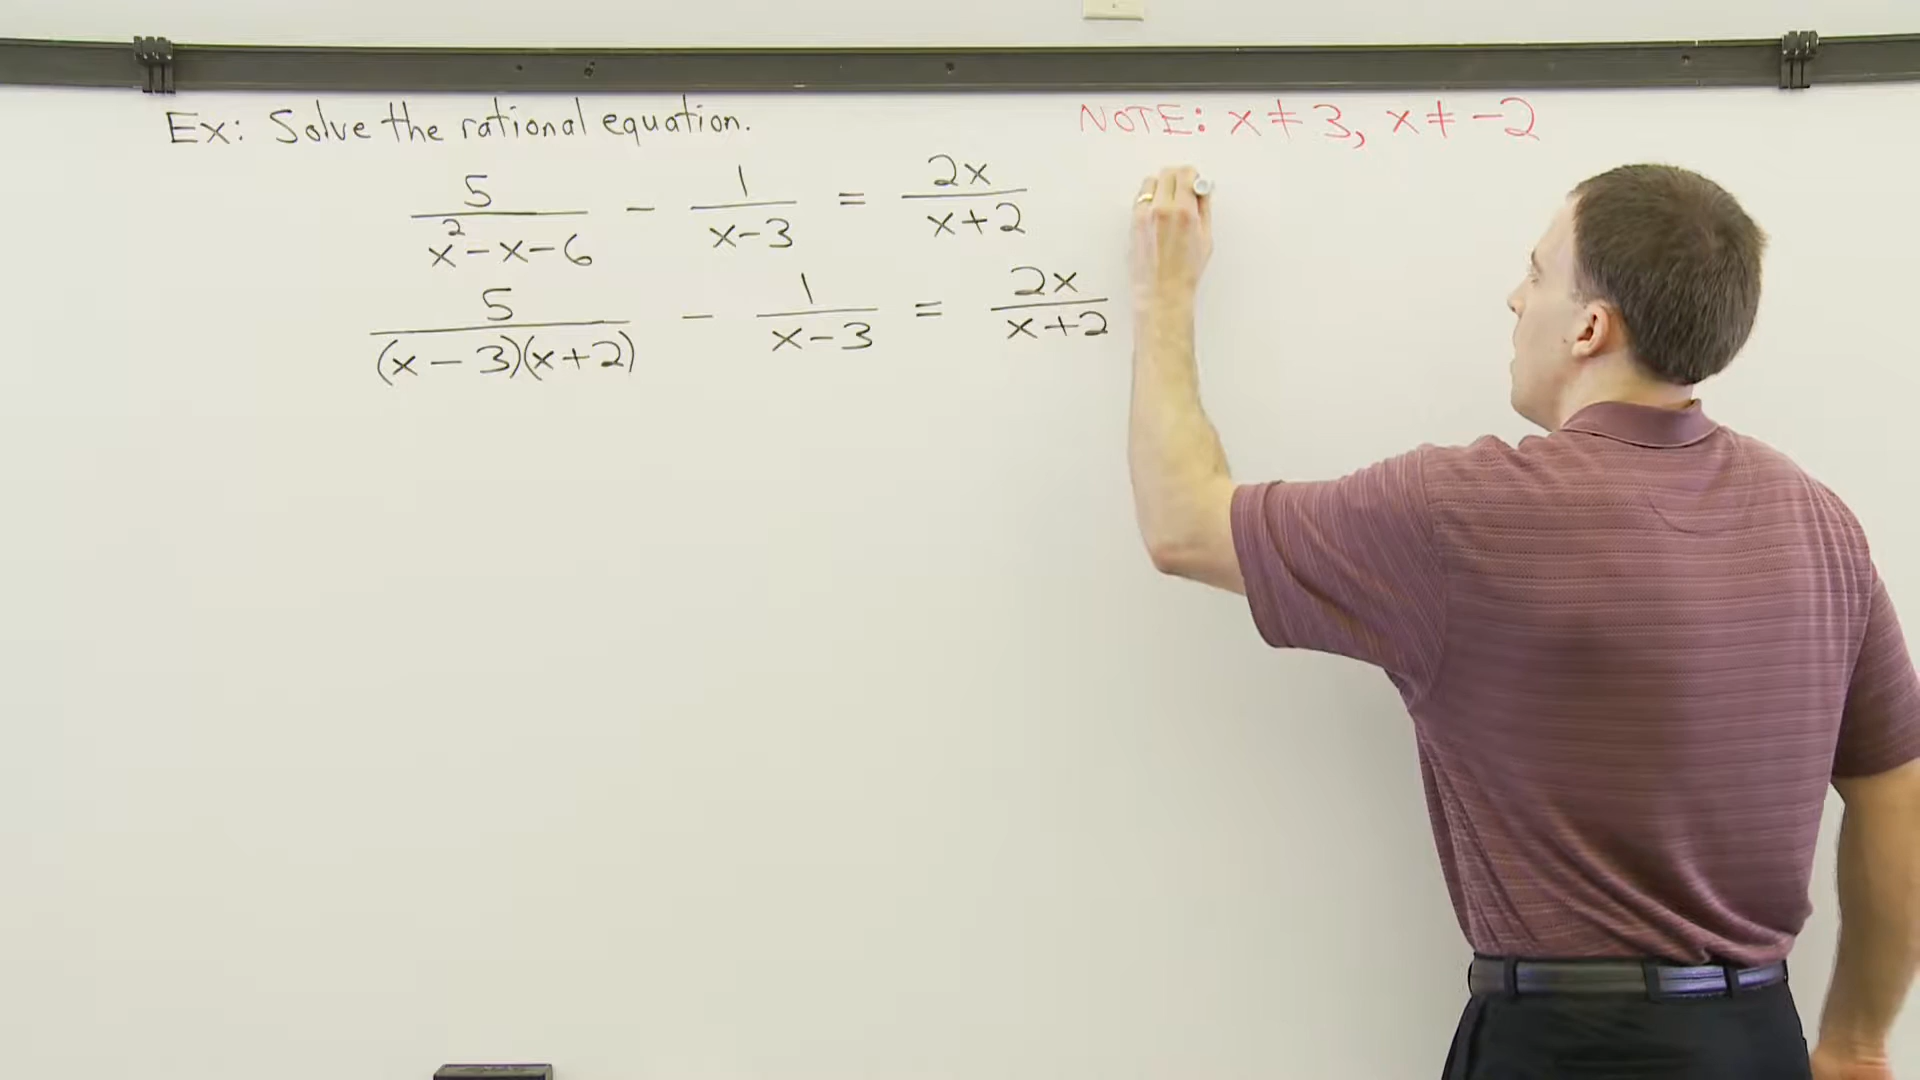 Ex: Solve the rational equation.
NOTE: x ≠ 3, x ≠ -2
5/(x² - x - 6) - 1/(x - 3) = 2x/(x + 2)
5/((x - 3)(x + 2)) - 1/(x - 3) = 2x/(x + 2)